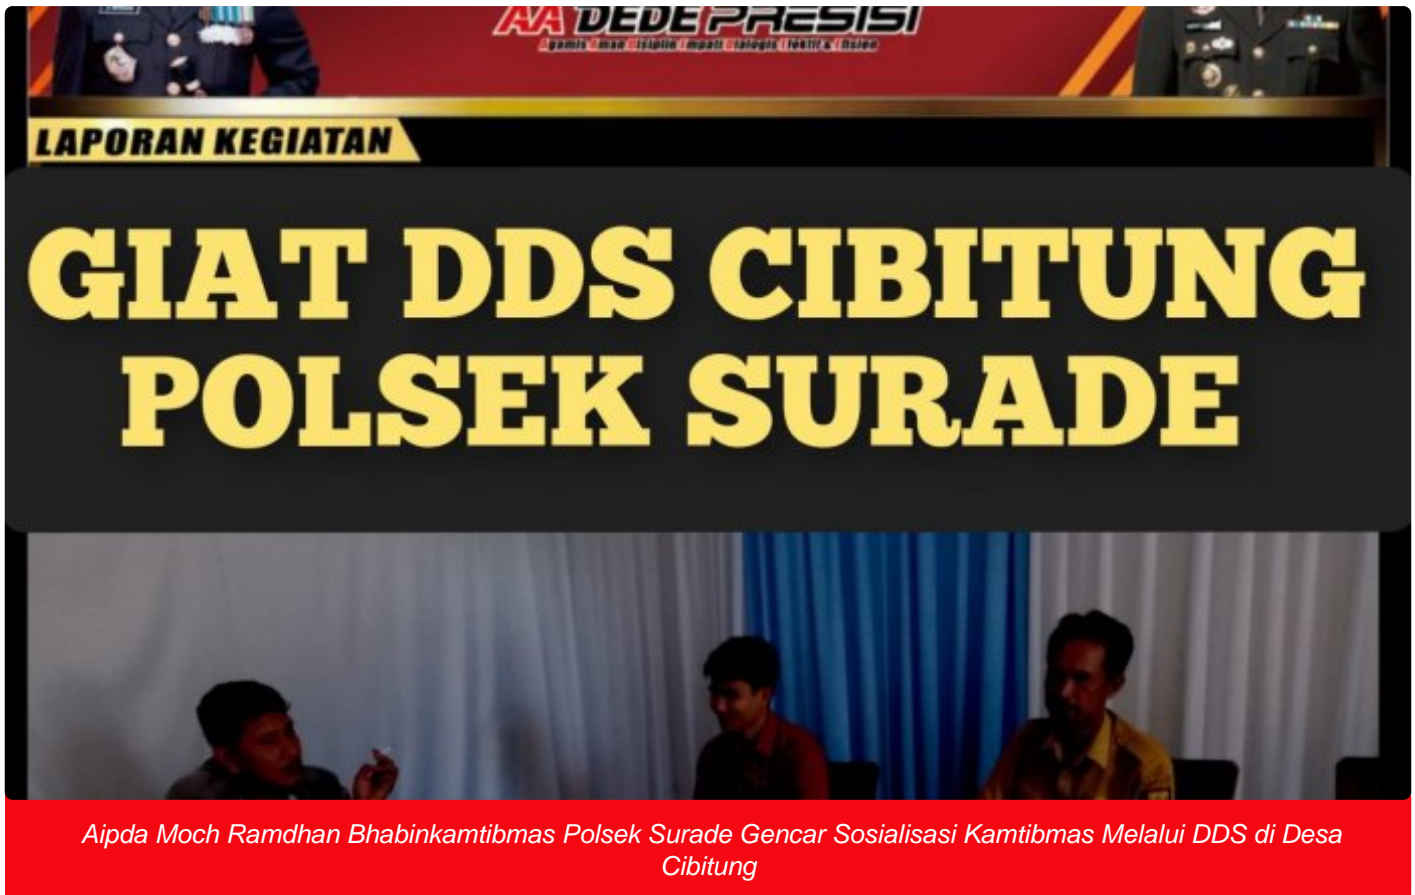 AA DEDE PRESISI
LAPORAN KEGIATAN
GIAT DDS CIBITUNG
POLSEK SURADE
Aipda Moch Ramdhan Bhabinkamtibmas Polsek Surade Gencar Sosialisasi Kamtibmas Melalui DDS di Desa
Cibitung